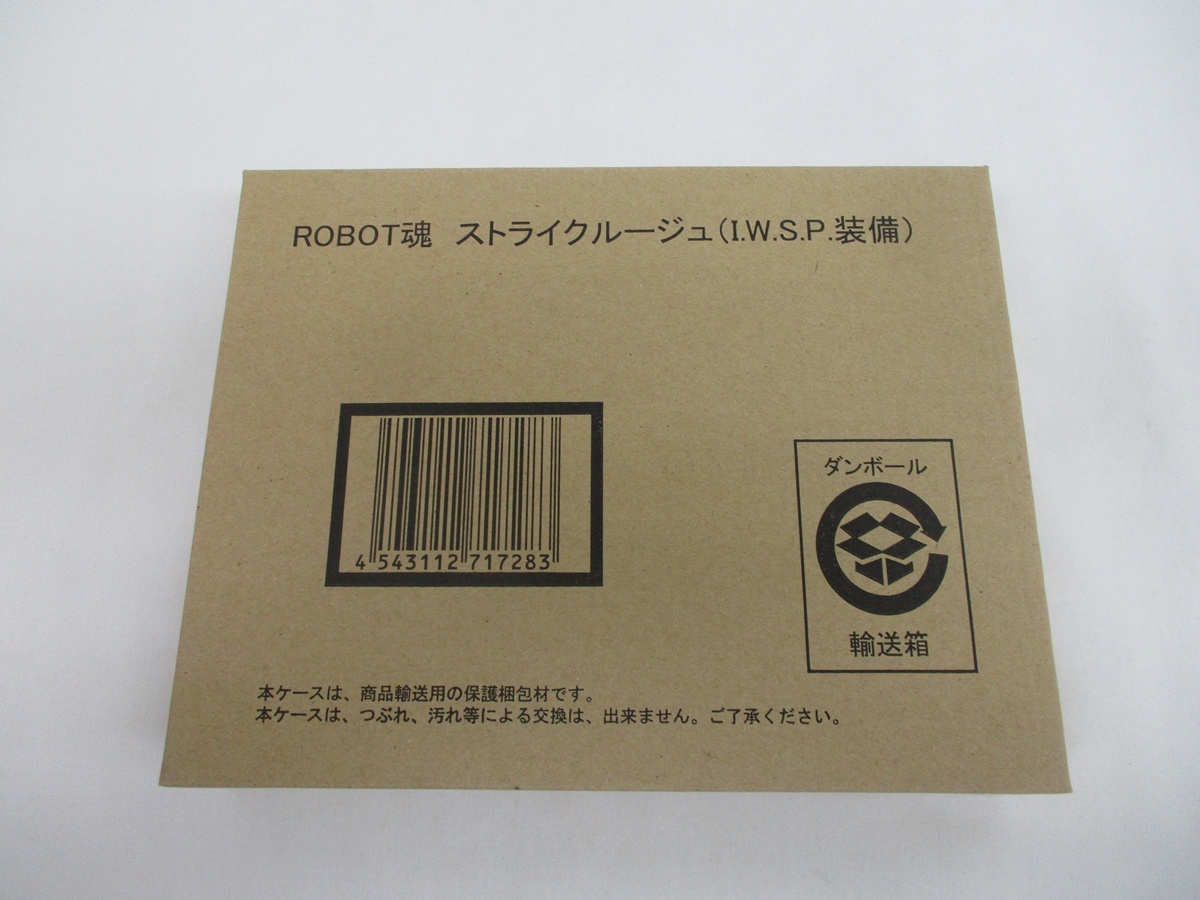 ROBOT魂 ストライクルージュ(I.W.S.P.装備)
4 543112 717283
ダンボール
輸送箱
本ケースは、商品輸送用の保護梱包材です。
本ケースは、つぶれ、汚れ等による交換は、出来ません。ご了承ください。